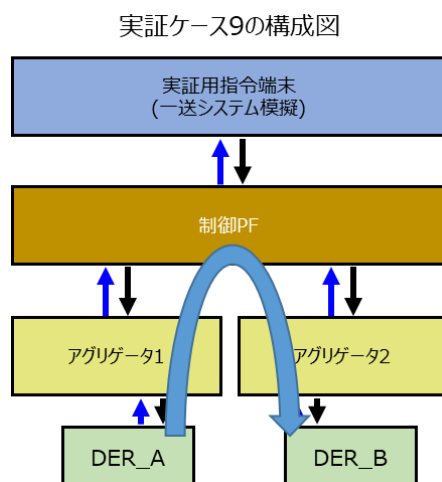 実証ケース9の構成図
実証用指令端末
(一送システム模擬)
制御PF
アグリゲータ1
アグリゲータ2
DER_A
DER_B